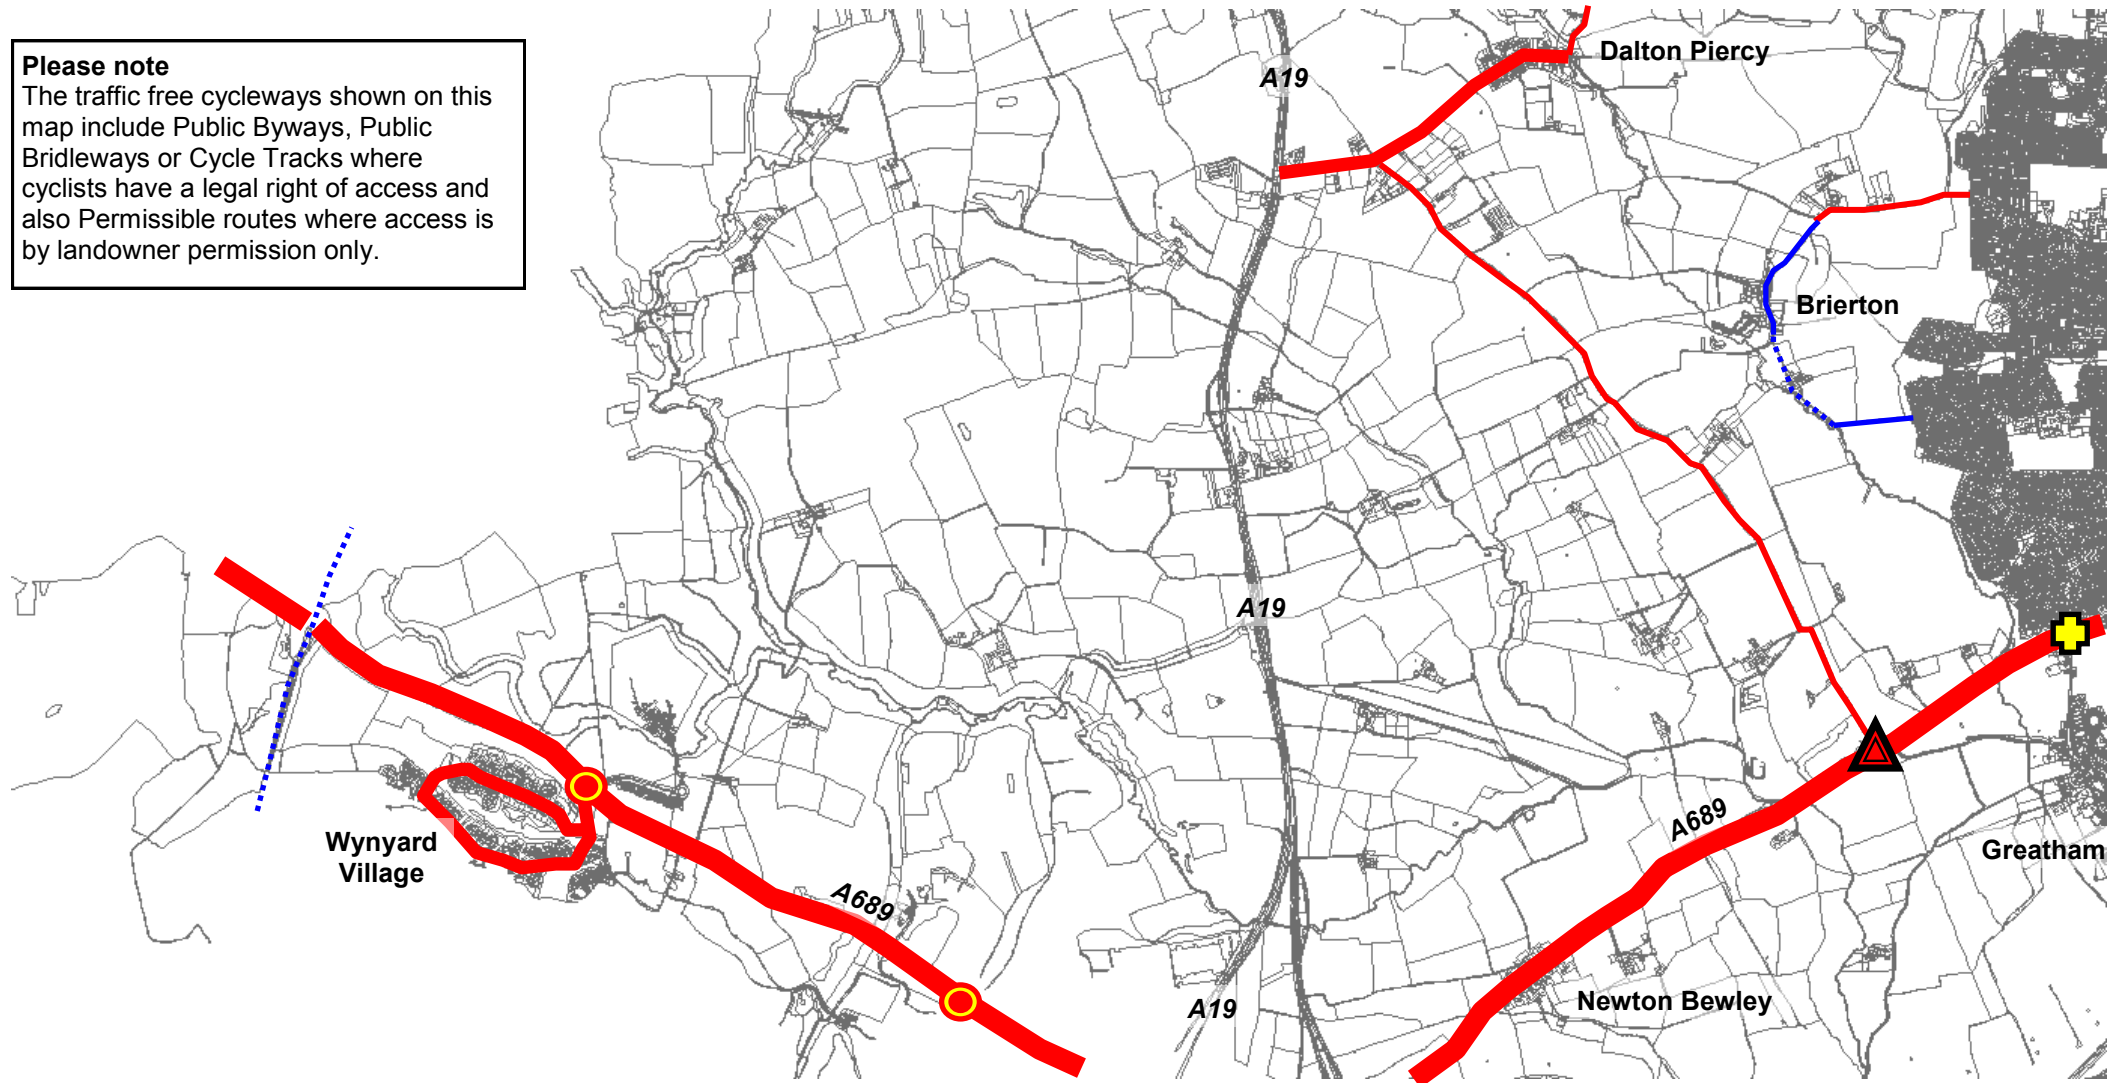 Please note
The traffic free cycleways shown on this
map include Public Byways, Public
Bridleways or Cycle Tracks where
cyclists have a legal right of access and
also Permissible routes where access is
by landowner permission only.
Dalton Piercy
A19
Brierton
A19
A689
Wynyard
Village
Greatham
A689
Newton Bewley
A19